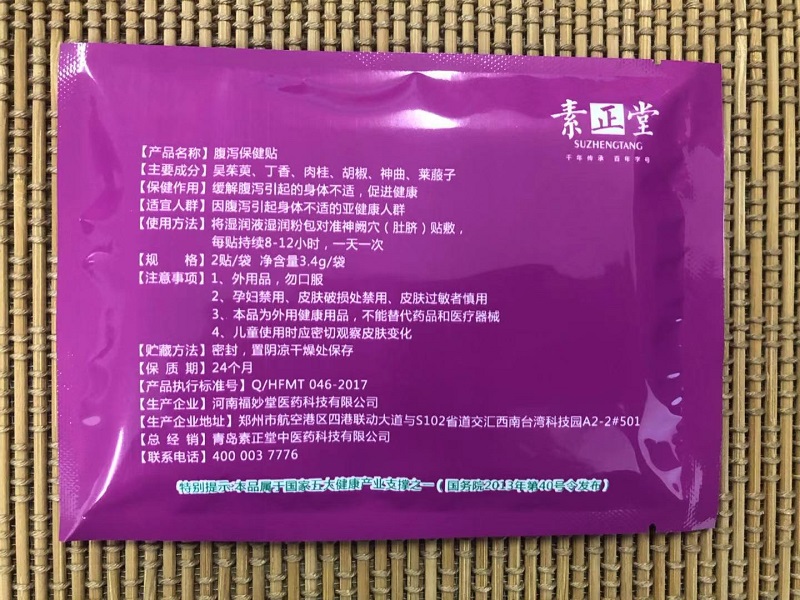 素正堂
SUZHENGTANG
千年传承 百年字号
【产品名称】腹泻保健贴
【主要成分】吴茱萸、丁香、肉桂、胡椒、神曲、莱菔子
【保健作用】缓解腹泻引起的身体不适，促进健康
【适宜人群】因腹泻引起身体不适的亚健康人群
【使用方法】将湿润液湿润粉包对准神阙穴（肚脐）贴敷，
每贴持续8-12小时，一天一次
【规 格】2贴/袋 净含量3.4g/袋
【注意事项】1、外用品，勿口服
2、孕妇禁用、皮肤破损处禁用、皮肤过敏者慎用
3、本品为外用健康用品，不能替代药品和医疗器械
4、儿童使用时应密切观察皮肤变化
【贮藏方法】密封，置阴凉干燥处保存
【保 质 期】24个月
【产品执行标准号】Q/HFMT 046-2017
【生产企业】河南福妙堂医药科技有限公司
【生产企业地址】郑州市航空港区四港联动大道与S102省道交汇西南台湾科技园A2-2#501
【总 经 销】青岛素正堂中医药科技有限公司
【联系电话】400 003 7776
特别提示:本品属于国家五大健康产业支撑之一（国务院2013年第40号令发布）